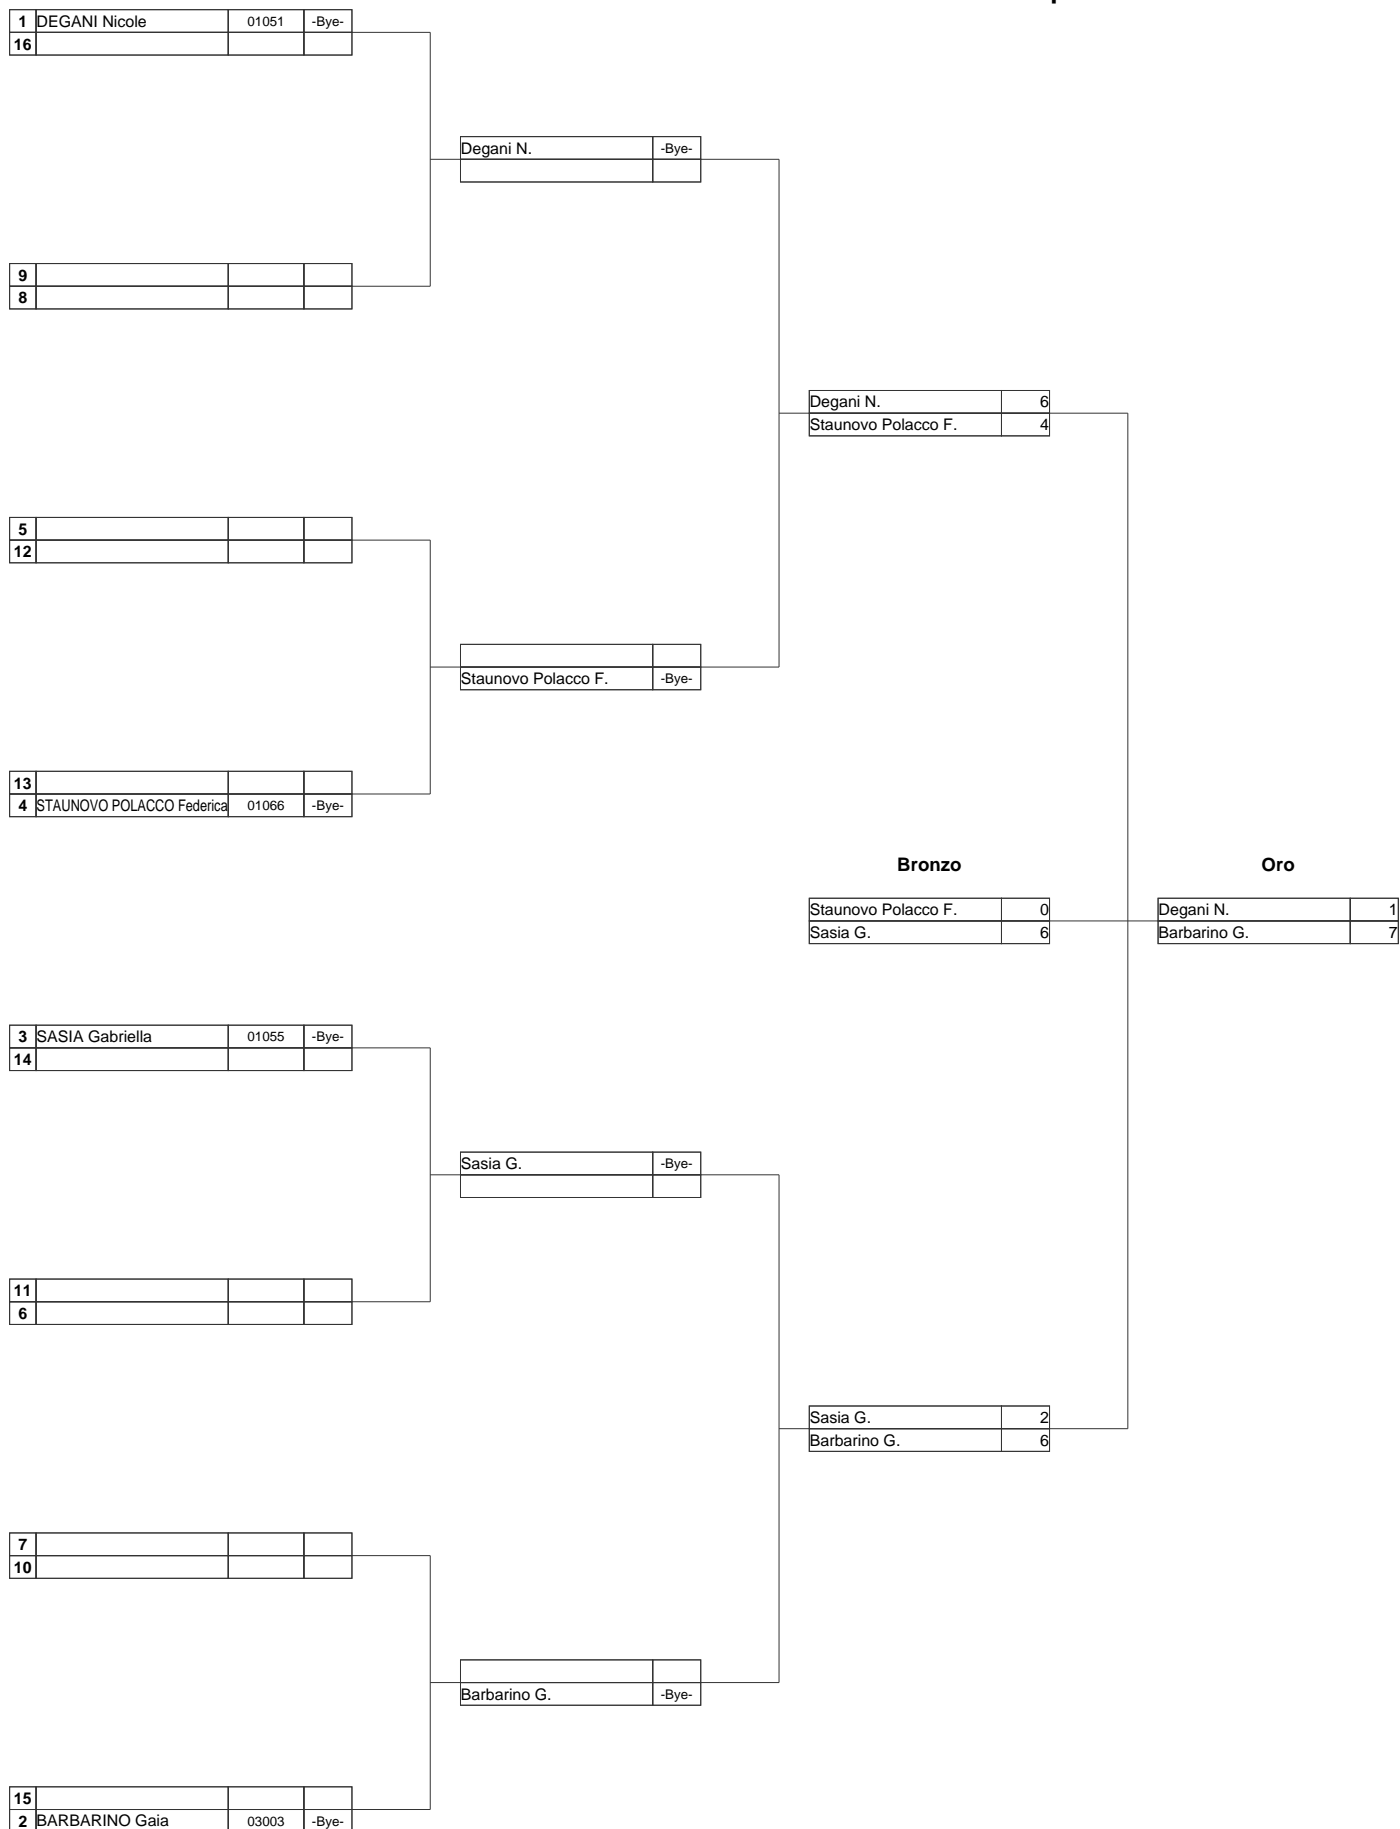 1 DEGANI Nicole 01051 -Bye-
16
Degani N. -Bye-
9
8
Degani N. 6
Staunovo Polacco F. 4
5
12
Staunovo Polacco F. -Bye-
13
4 STAUNOVO POLACCO Federica 01066 -Bye-
Bronzo Oro
Staunovo Polacco F. 0 Degani N. 1
Sasia G. 6 Barbarino G. 7
3 SASIA Gabriella 01055 -Bye-
14
Sasia G. -Bye-
11
6
Sasia G. 2
Barbarino G. 6
7
10
Barbarino G. -Bye-
15
2 BARBARINO Gaia 03003 -Bye-